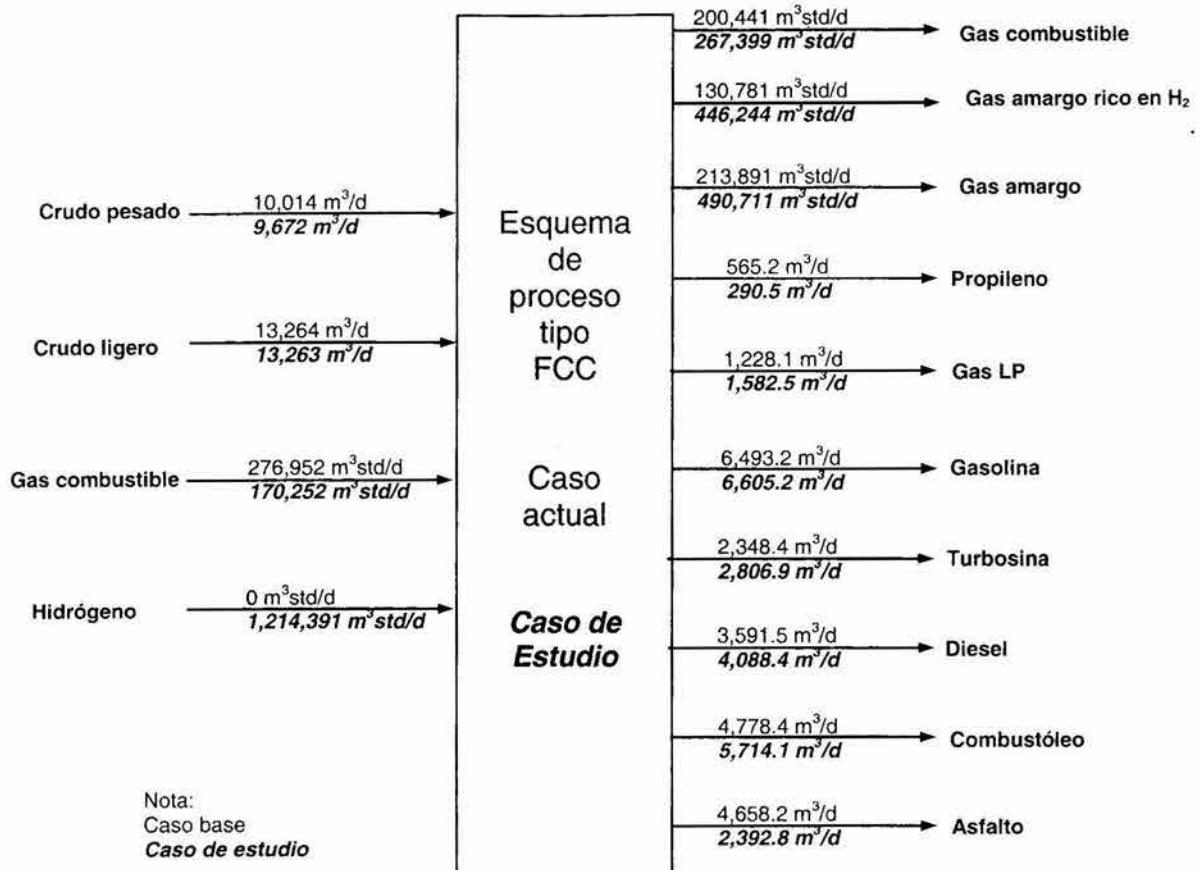 Crudo pesado
10,014 m³/d
9,672 m³/d
Crudo ligero
13,264 m³/d
13,263 m³/d
Gas combustible
276,952 m³std/d
170,252 m³std/d
Hidrógeno
0 m³std/d
1,214,391 m³std/d
Esquema
de
proceso
tipo
FCC
Caso
actual
Caso de
Estudio
200,441 m³std/d
267,399 m³std/d
Gas combustible
130,781 m³std/d
446,244 m³std/d
Gas amargo rico en H₂
213,891 m³std/d
490,711 m³std/d
Gas amargo
565.2 m³/d
290.5 m³/d
Propileno
1,228.1 m³/d
1,582.5 m³/d
Gas LP
6,493.2 m³/d
6,605.2 m³/d
Gasolina
2,348.4 m³/d
2,806.9 m³/d
Turbosina
3,591.5 m³/d
4,088.4 m³/d
Diesel
4,778.4 m³/d
5,714.1 m³/d
Combustóleo
4,658.2 m³/d
2,392.8 m³/d
Asfalto
Nota:
Caso base
Caso de estudio